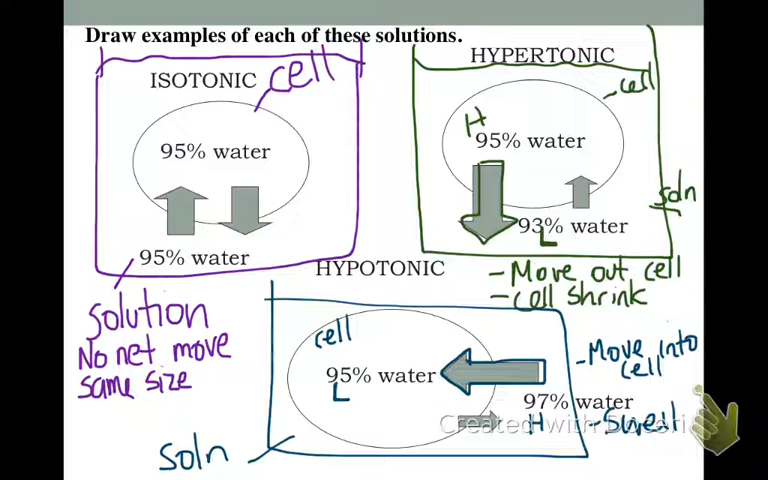 Draw examples of each of these solutions.
ISOTONIC
cell
95% water
95% water
solution
No net move
same size
HYPERTONIC
cell
H
95% water
soln
93% water
L
- Move out cell
- cell shrink
HYPOTONIC
cell
95% water
L
97% water
H
- Move into
cell
- Swell
soln
Created with Doceri